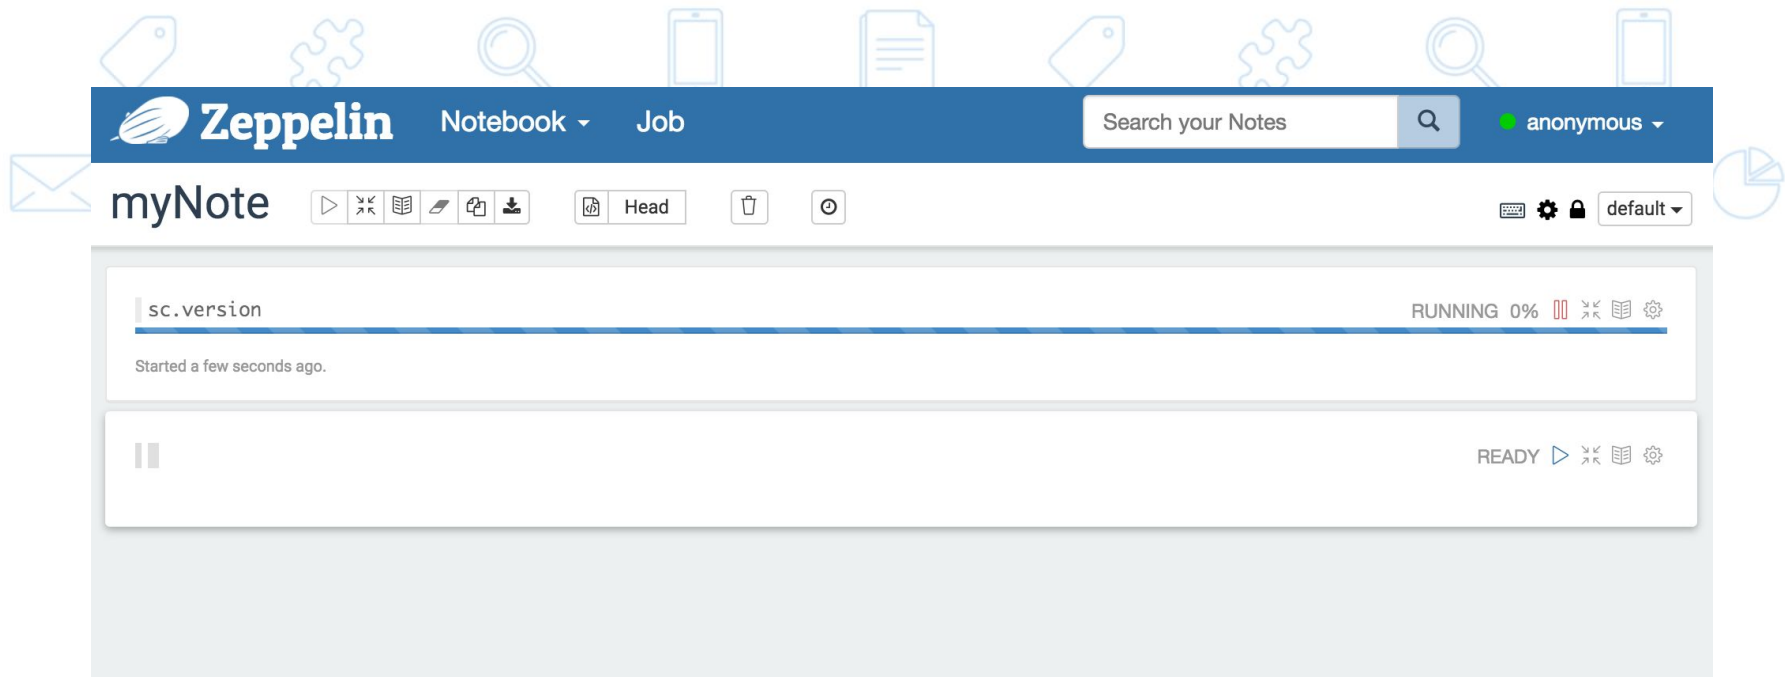 Zeppelin Notebook Job Search your Notes anonymous
myNote Head default
sc.version RUNNING 0%
Started a few seconds ago.
READY